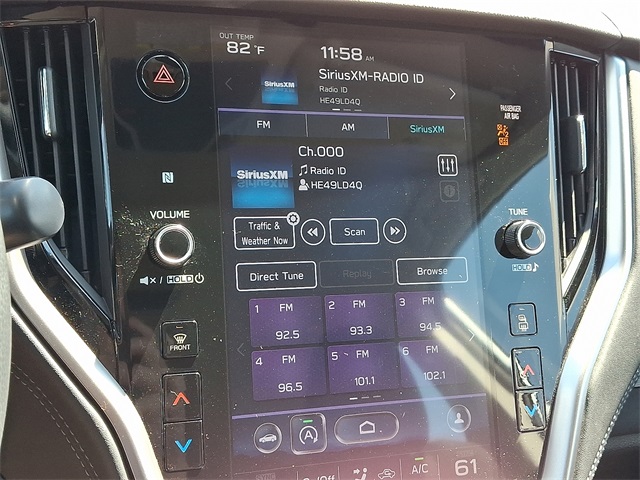 OUT TEMP
82 °F
11:58 AM
SiriusXM
SiriusXM-RADIO ID
Radio ID
HE49LD4Q
PASSENGER
AIR BAG
FM AM SiriusXM
Ch.000
SiriusXM
Radio ID
HE49LD4Q
VOLUME
TUNE
Traffic &
Weather Now
Scan
HOLD
/ HOLD
Direct Tune Replay Browse
1 FM 2 FM 3 FM
92.5 93.3 94.5
4 FM 5 FM 6 FM
96.5 101.1 102.1
FRONT
A
A/C
61